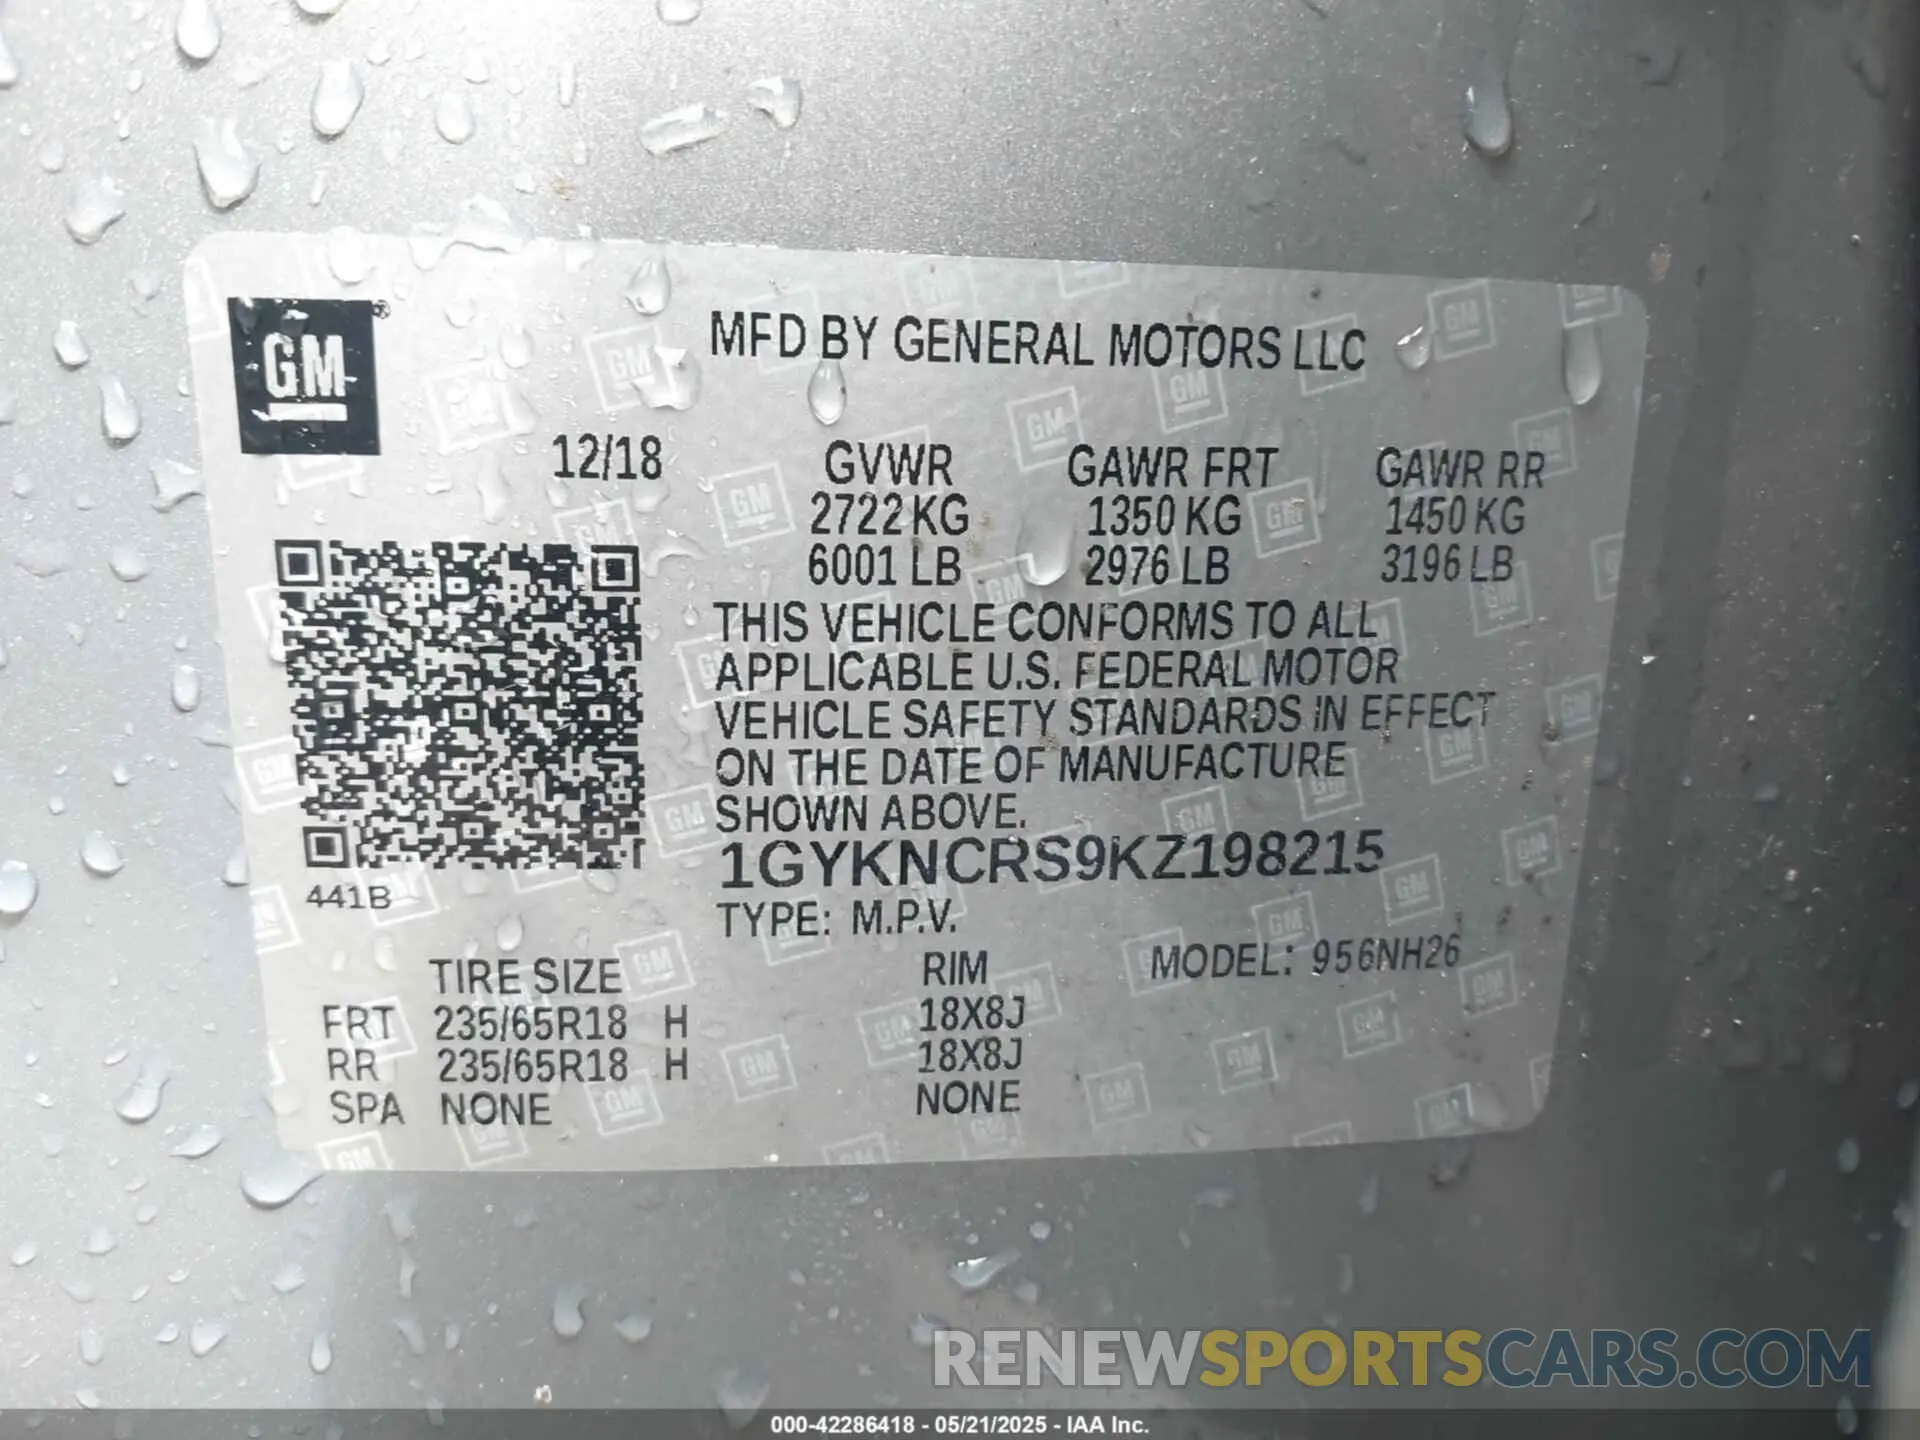 GM ®
MFD BY GENERAL MOTORS LLC
12/18 GVWR GAWR FRT GAWR RR
2722 KG 1350 KG 1450 KG
6001 LB 2976 LB 3196 LB
THIS VEHICLE CONFORMS TO ALL
APPLICABLE U.S. FEDERAL MOTOR
VEHICLE SAFETY STANDARDS IN EFFECT
ON THE DATE OF MANUFACTURE
SHOWN ABOVE.
1GYKNCRS9KZ198215
441B
TYPE: M.P.V.
MODEL: 956NH26
TIRE SIZE RIM
FRT 235/65R18 H 18X8J
RR 235/65R18 H 18X8J
SPA NONE NONE
RENEWSPORTSCARS.COM
000-42286418 - 05/21/2025 - IAA Inc.